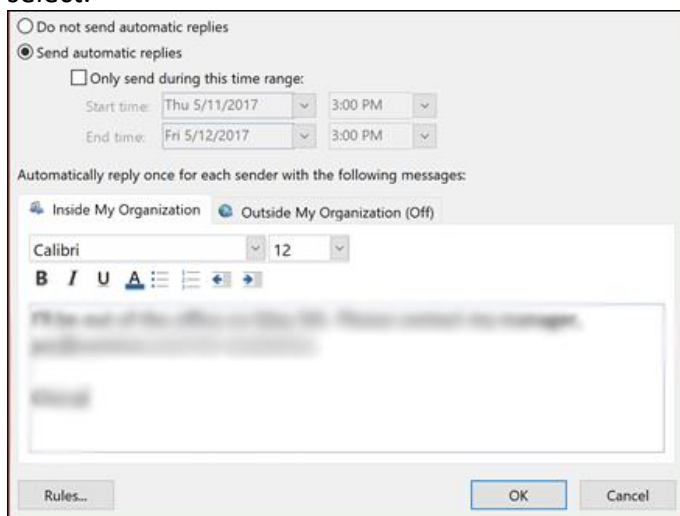 select.
Do not send automatic replies
Send automatic replies
Only send during this time range:
Start time: Thu 5/11/2017 3:00 PM
End time: Fri 5/12/2017 3:00 PM
Automatically reply once for each sender with the following messages:
Inside My Organization Outside My Organization (Off)
Calibri 12
B I U A
Rules... OK Cancel